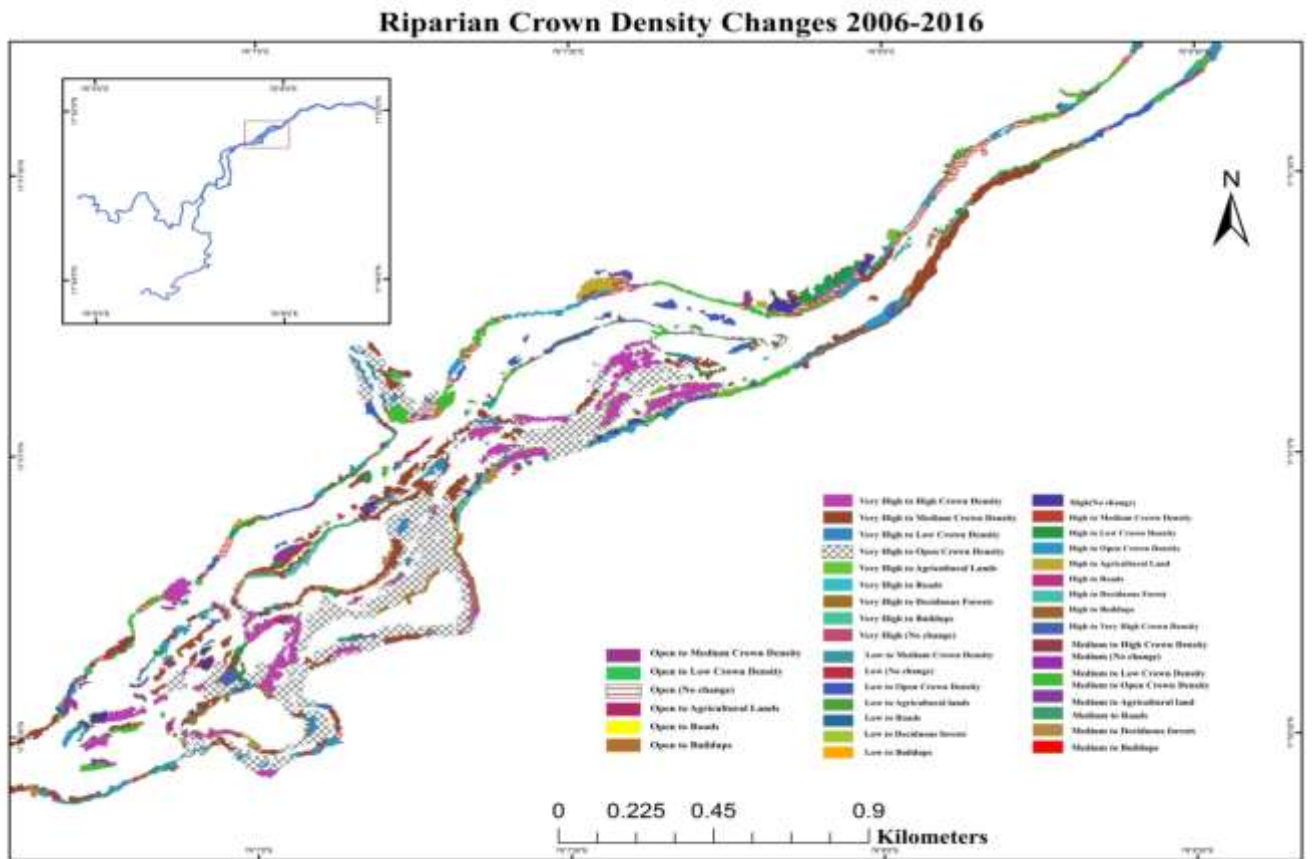 Riparian Crown Density Changes 2006-2016
N
Very High to High Crown Density
Very High to Medium Crown Density
Very High to Low Crown Density
Very High to Open Crown Density
Very High to Agricultural Lands
Very High to Roads
Very High to Deciduous Forests
Very High to Buildups
Very High (No change)
Low to Medium Crown Density
Low (No change)
Low to Open Crown Density
Low to Agricultural lands
Low to Roads
Low to Deciduous forests
Low to Buildups
High(No change)
High to Medium Crown Density
High to Low Crown Density
High to Open Crown Density
High to Agricultural Land
High to Roads
High to Deciduous Forest
High to Buildups
High to Very High Crown Density
Medium to High Crown Density
Medium (No change)
Medium to Low Crown Density
Medium to Open Crown Density
Medium to Agricultural land
Medium to Roads
Medium to Deciduous forests
Medium to Buildups
Open to Medium Crown Density
Open to Low Crown Density
Open (No change)
Open to Agricultural Lands
Open to Roads
Open to Buildups
0 0.225 0.45 0.9
Kilometers